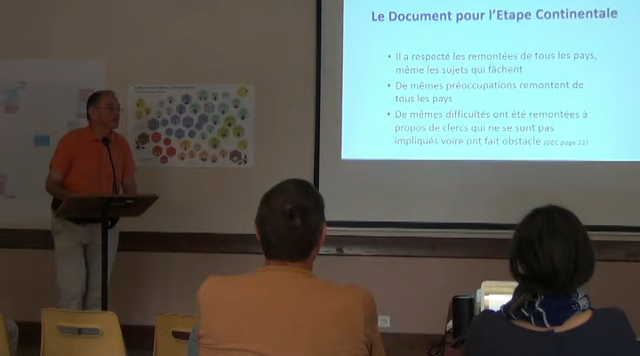 Le Document pour l'Etape Continentale
• Il a respecté les remontées de tous les pays,
même les sujets qui fâchent
• De mêmes préoccupations remontent de
tous les pays
• De mêmes difficultés ont été remontées à
propos de clercs qui ne se sont pas
impliqués voire ont fait obstacle (DEC page 12)